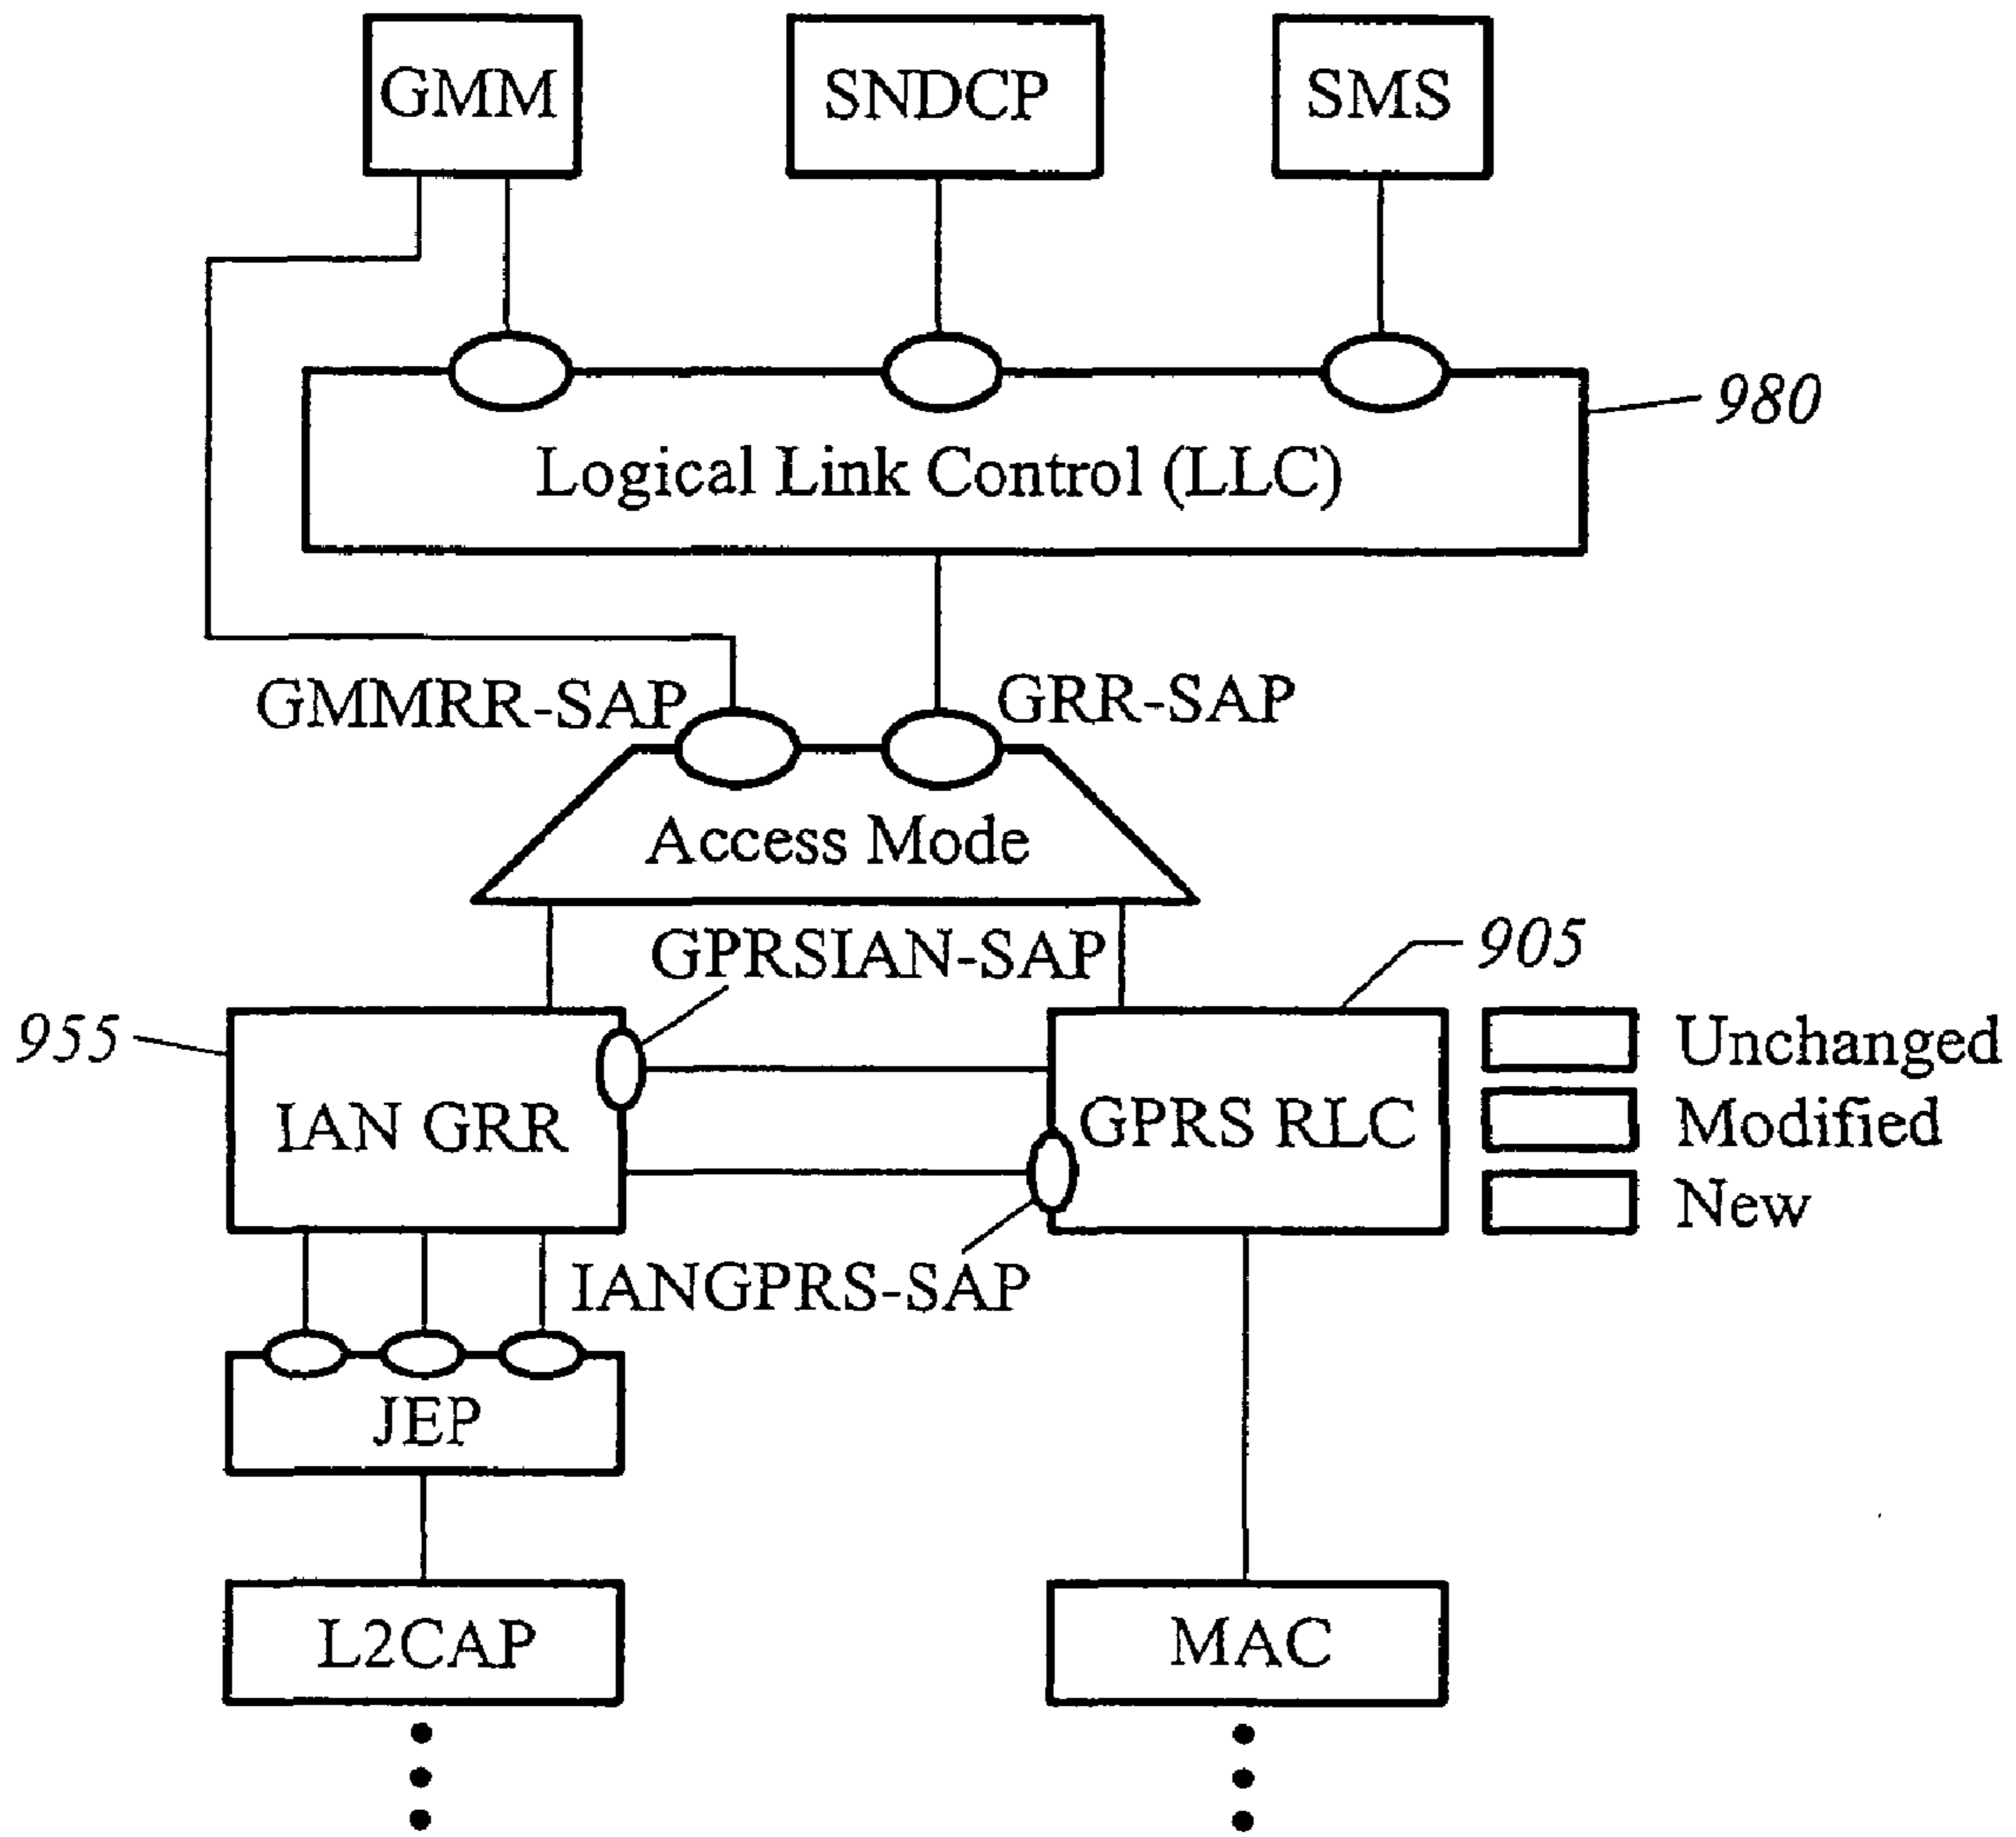 GMM
SNDCP
SMS
980
Logical Link Control (LLC)
GMMRR-SAP
GRR-SAP
Access Mode
GPRSIAN-SAP
905
955
IAN GRR
GPRS RLC
Unchanged
Modified
New
IANGPRS-SAP
JEP
L2CAP
MAC